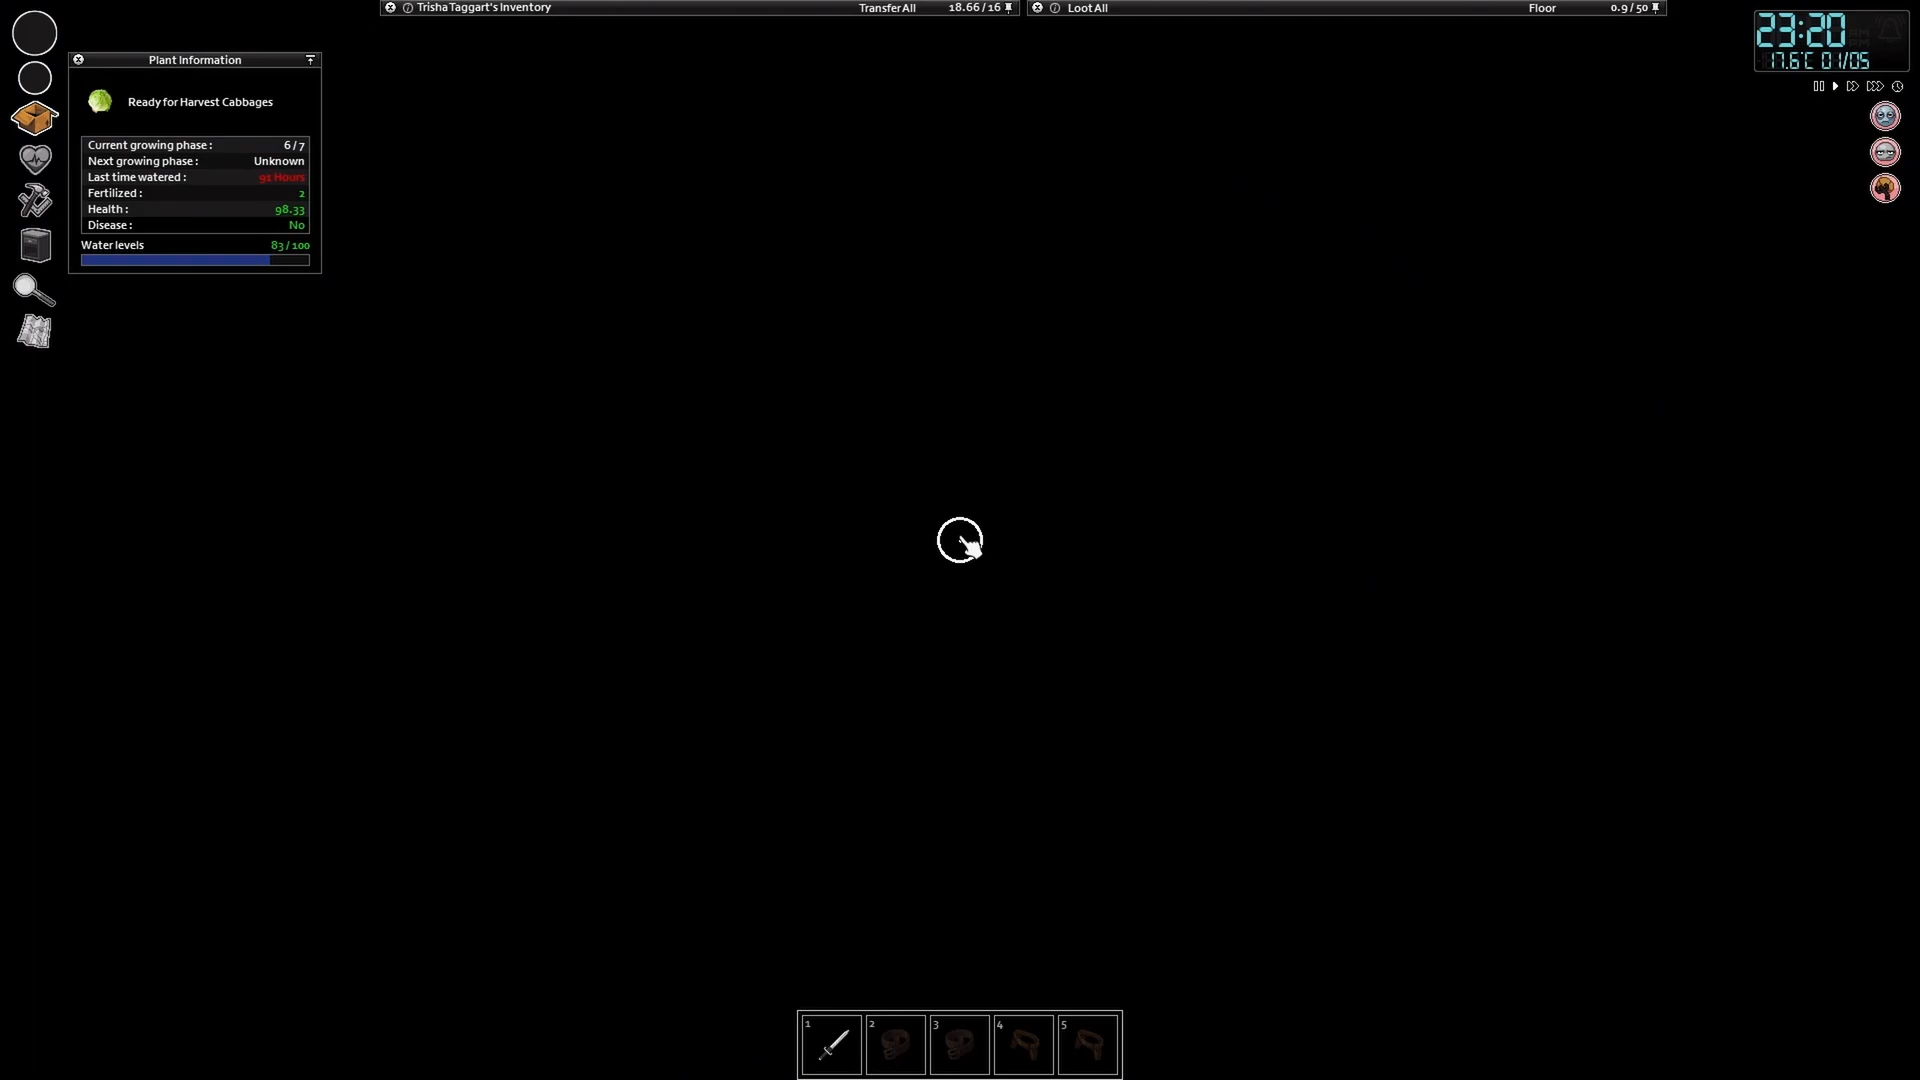 Trisha Taggart's Inventory Transfer All 18.66 / 16
Loot All Floor 0.9 / 50
23:20
17.6°C 01/05
Plant Information
Ready for Harvest Cabbages
Current growing phase : 6 / 7
Next growing phase : Unknown
Last time watered : 91 Hours
Fertilized : 2
Health : 98.33
Disease : No
Water levels 83 / 100
1 2 3 4 5